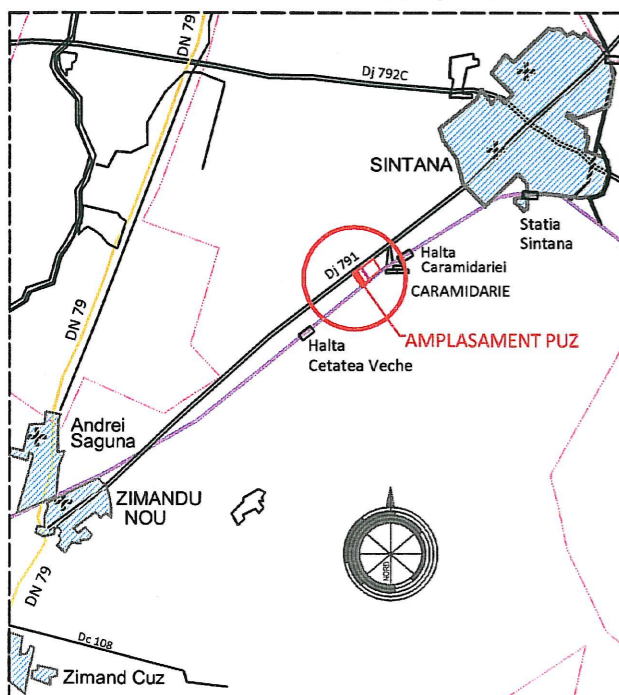 DN 79
Dj 792C
SINTANA
Statia
Sintana
Dj 791
Halta
Caramidariei
CARAMIDARIE
DN 79
AMPLASAMENT PUZ
Halta
Cetatea Veche
Andrei
Saguna
ZIMANDU
NOU
NORD
DN 79
Dc 108
Zimand Cuz